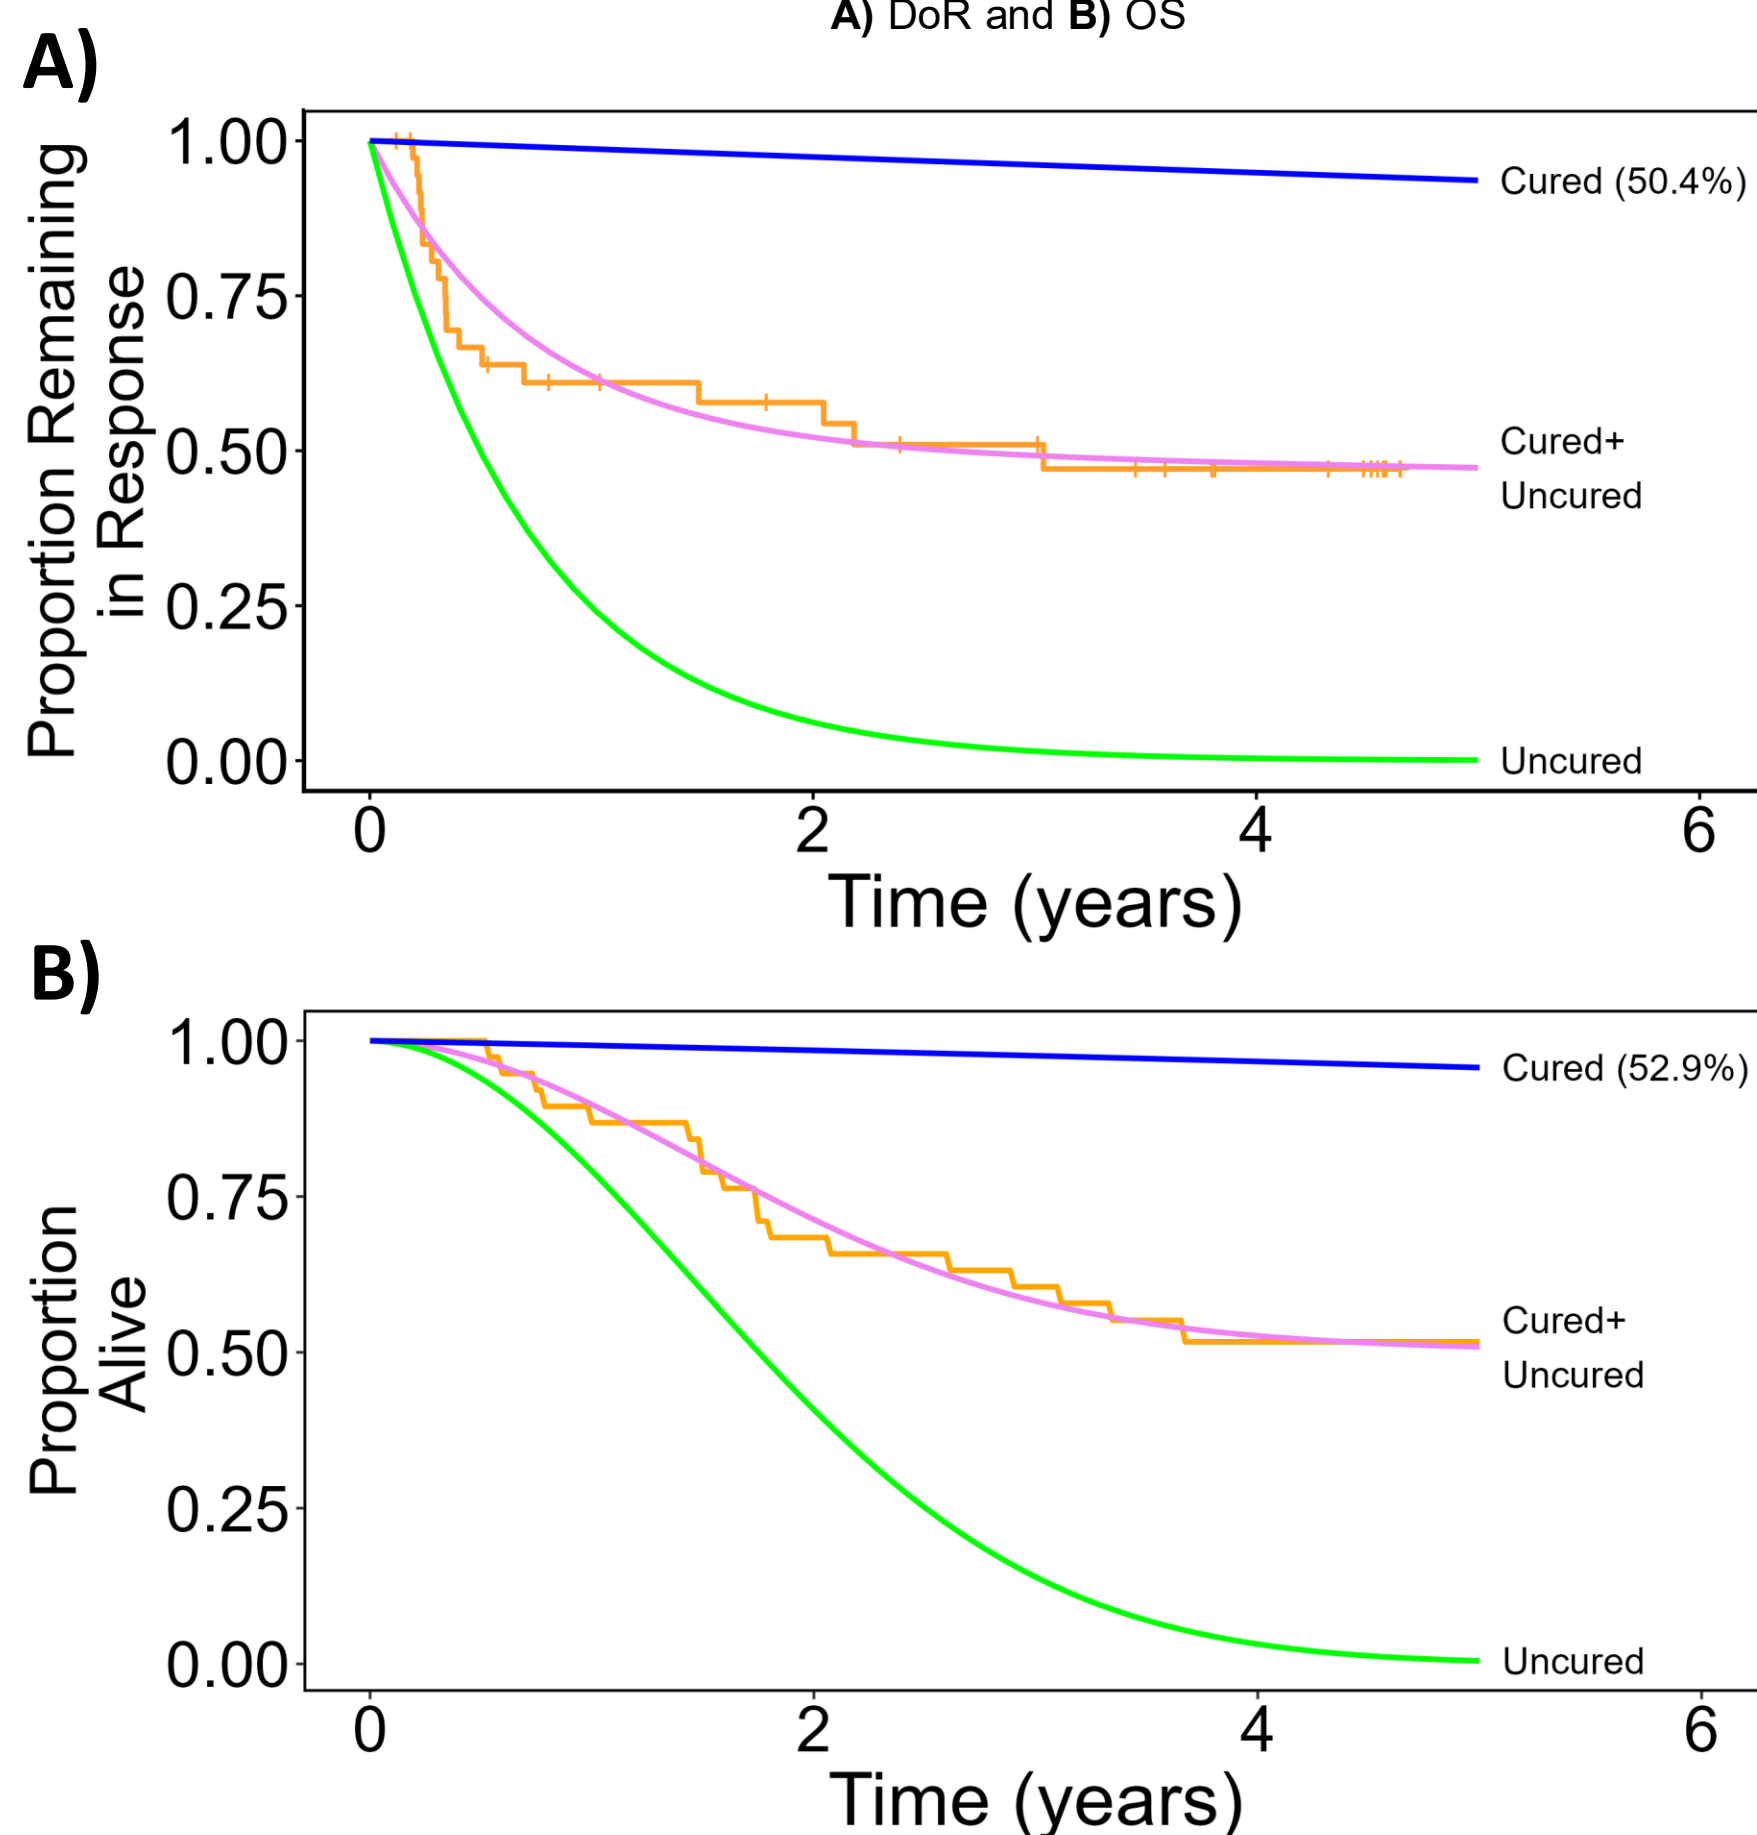 A) DoR and B) OS
A)
Proportion Remaining
in Response
1.00
0.75
0.50
0.25
0.00
Cured (50.4%)
Cured+
Uncured
Uncured
0 2 4 6
Time (years)
B)
Proportion
Alive
1.00
0.75
0.50
0.25
0.00
Cured (52.9%)
Cured+
Uncured
Uncured
0 2 4 6
Time (years)